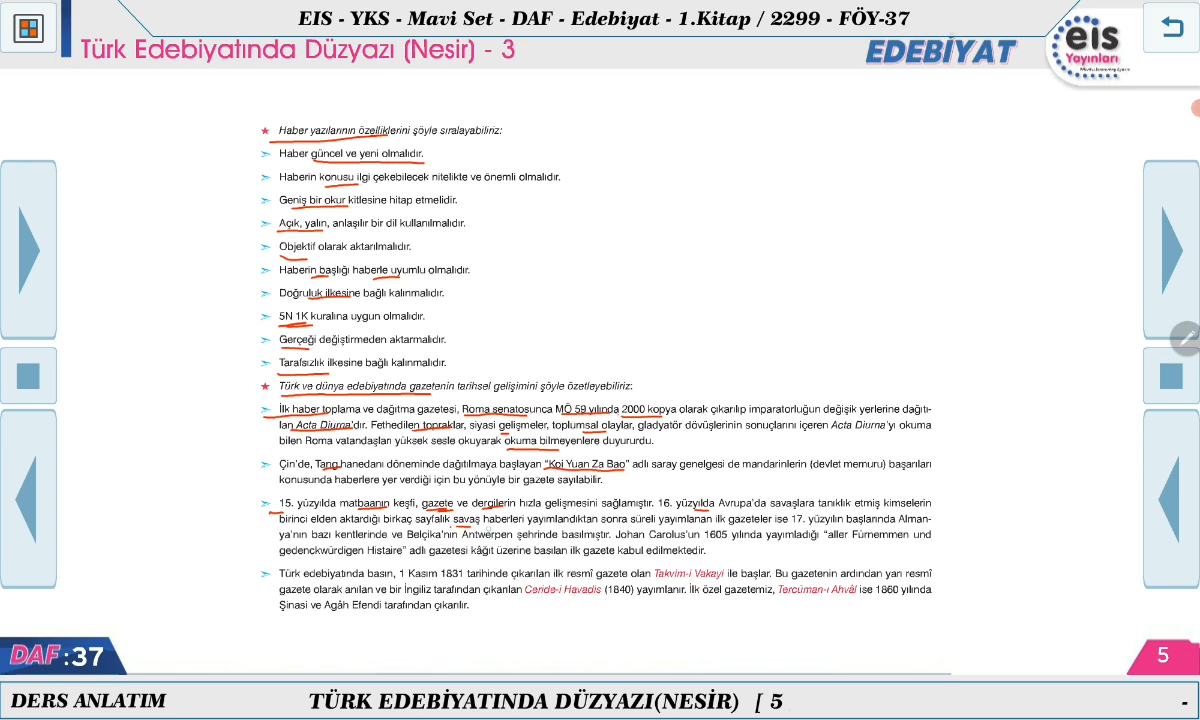 EIS - YKS - Mavi Set - DAF - Edebiyat - 1.Kitap / 2299 - FÖY-37
Türk Edebiyatında Düzyazı (Nesir) - 3
EDEBİYAT
eis
Yayınları
★ Haber yazılarının özelliklerini şöyle sıralayabiliriz:
➣ Haber güncel ve yeni olmalıdır.
➣ Haberin konusu ilgi çekebilecek nitelikte ve önemli olmalıdır.
➣ Geniş bir okur kitlesine hitap etmelidir.
➣ Açık, yalın, anlaşılır bir dil kullanılmalıdır.
➣ Objektif olarak aktarılmalıdır.
➣ Haberin başlığı haberle uyumlu olmalıdır.
➣ Doğruluk ilkesine bağlı kalınmalıdır.
➣ 5N 1K kuralına uygun olmalıdır.
➣ Gerçeği değiştirmeden aktarmalıdır.
➣ Tarafsızlık ilkesine bağlı kalınmalıdır.
★ Türk ve dünya edebiyatında gazetenin tarihsel gelişimini şöyle özetleyebiliriz:
➣ İlk haber toplama ve dağıtma gazetesi, Roma senatosunca MÖ 59 yılında 2000 kopya olarak çıkarılıp imparatorluğun değişik yerlerine dağıtı-
lan Acta Diurna'dır. Fethedilen topraklar, siyasi gelişmeler, toplumsal olaylar, gladyatör dövüşlerinin sonuçlarını içeren Acta Diurna'yı okuma
bilen Roma vatandaşları yüksek sesle okuyarak okuma bilmeyenlere duyururdu.
➣ Çin'de, Tang hanedanı döneminde dağıtılmaya başlayan "Koi Yuan Za Bao" adlı saray genelgesi de mandarinlerin (devlet memuru) başarıları
konusunda haberlere yer verdiği için bu yönüyle bir gazete sayılabilir.
➣ 15. yüzyılda matbaanın keşfi, gazete ve dergilerin hızla gelişmesini sağlamıştır. 16. yüzyılda Avrupa'da savaşlara tanıklık etmiş kimselerin
birinci elden aktardığı birkaç sayfalık savaş haberleri yayımlandıktan sonra süreli yayımlanan ilk gazeteler ise 17. yüzyılın başlarında Alman-
ya'nın bazı kentlerinde ve Belçika'nın Antwerpen şehrinde basılmıştır. Johan Carolus'un 1605 yılında yayımladığı "aller Fürnemmen und
gedenckwürdigen Histaire" adlı gazetesi kâğıt üzerine basılan ilk gazete kabul edilmektedir.
➣ Türk edebiyatında basın, 1 Kasım 1831 tarihinde çıkarılan ilk resmî gazete olan Takvim-i Vakayi ile başlar. Bu gazetenin ardından yarı resmî
gazete olarak anılan ve bir İngiliz tarafından çıkarılan Ceride-i Havadis (1840) yayımlanır. İlk özel gazetemiz, Tercüman-ı Ahvâl ise 1860 yılında
Şinasi ve Agâh Efendi tarafından çıkarılır.
DAF : 37
5
DERS ANLATIM
TÜRK EDEBİYATINDA DÜZYAZI(NESİR) [ 5
-